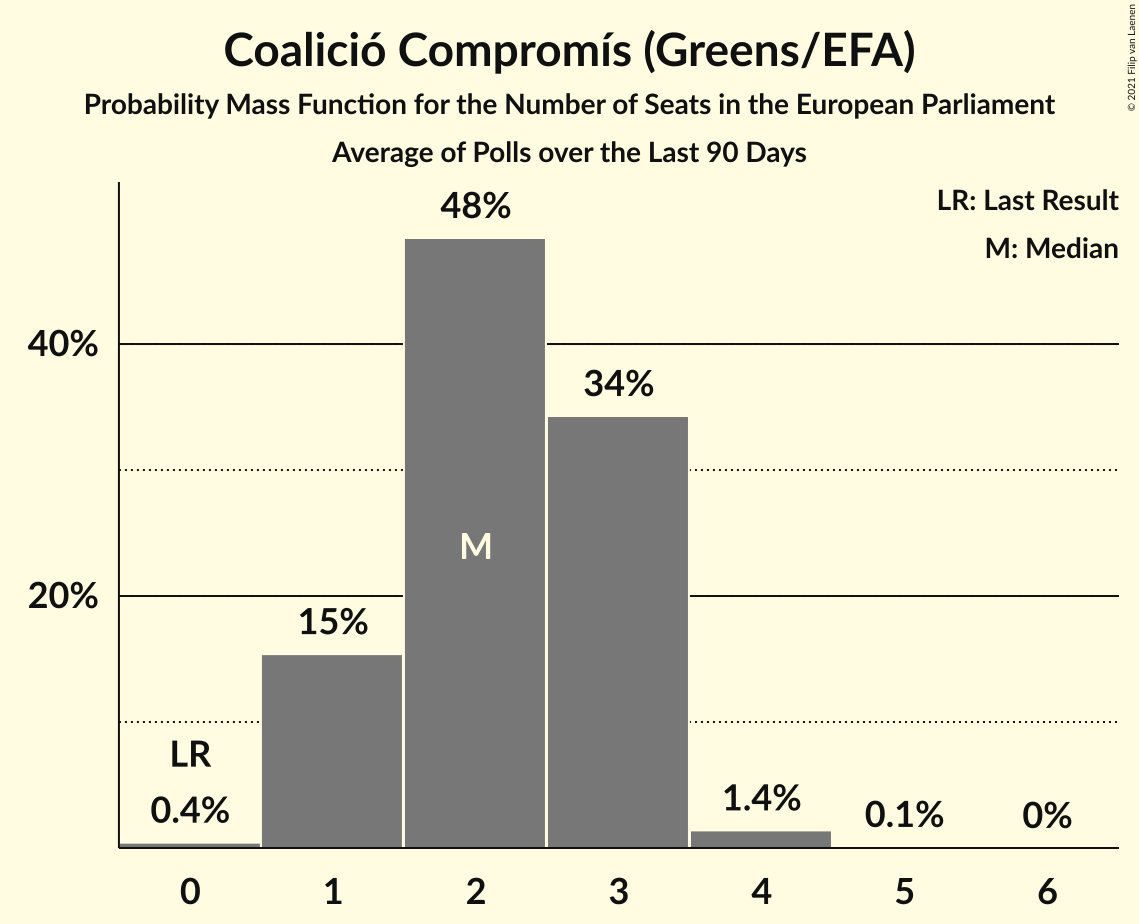 Coalició Compromís (Greens/EFA)
Probability Mass Function for the Number of Seats in the European Parliament
Average of Polls over the Last 90 Days
© 2021 Filip van Laenen
LR: Last Result
M: Median
48%
40%
34%
M
20%
15%
LR
0.4%
1.4%
0.1%
0%
0 1 2 3 4 5 6